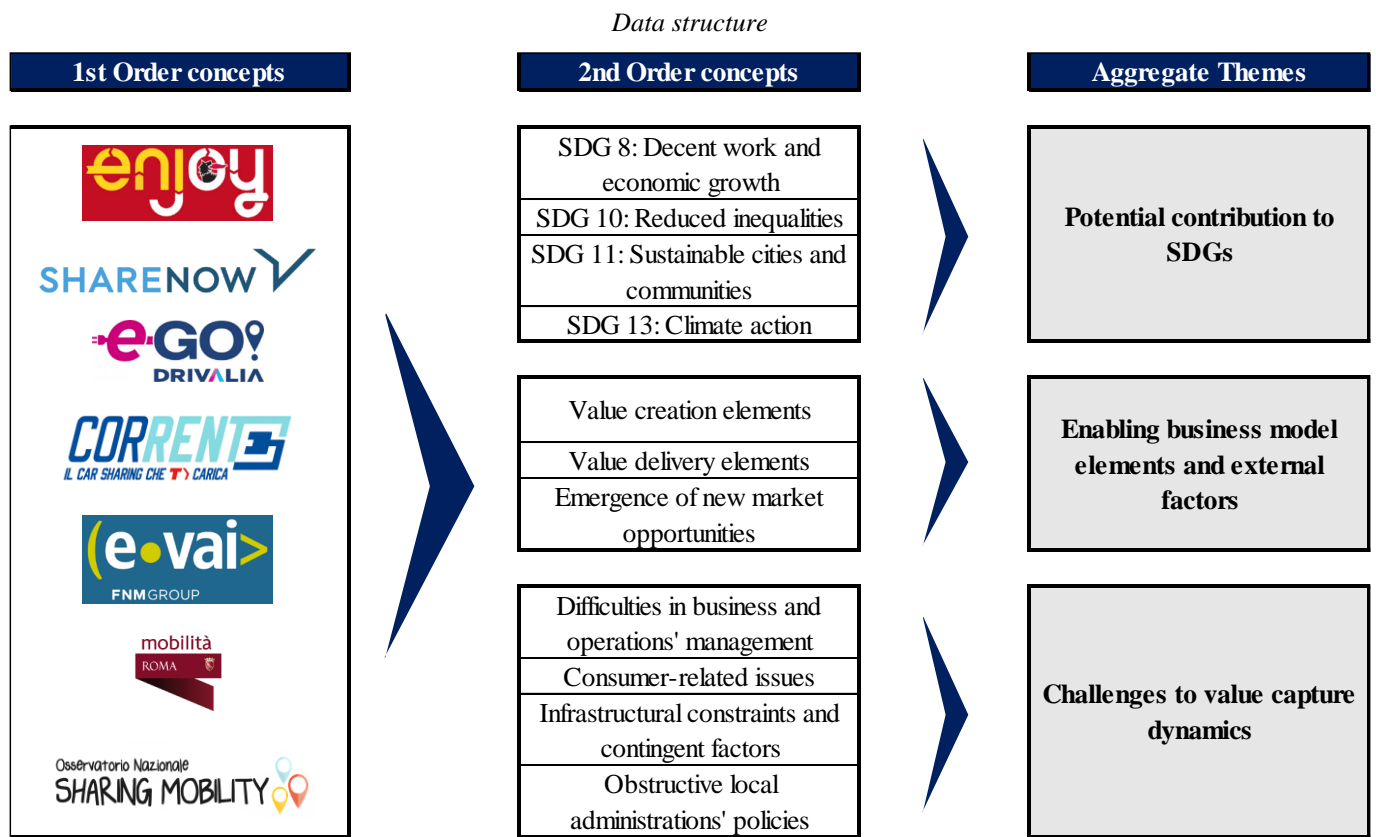 Data structure
1st Order concepts
2nd Order concepts
Aggregate Themes
enjoy
SHARENOW
e-GO!
DRIVALIA
CORRENTE
IL CAR SHARING CHE T> CARICA
(e•vai>
FNMGROUP
mobilità
ROMA
Osservatorio Nazionale
SHARING MOBILITY
SDG 8: Decent work and
economic growth
SDG 10: Reduced inequalities
SDG 11: Sustainable cities and
communities
SDG 13: Climate action
Value creation elements
Value delivery elements
Emergence of new market
opportunities
Difficulties in business and
operations' management
Consumer-related issues
Infrastructural constraints and
contingent factors
Obstructive local
administrations' policies
Potential contribution to
SDGs
Enabling business model
elements and external
factors
Challenges to value capture
dynamics